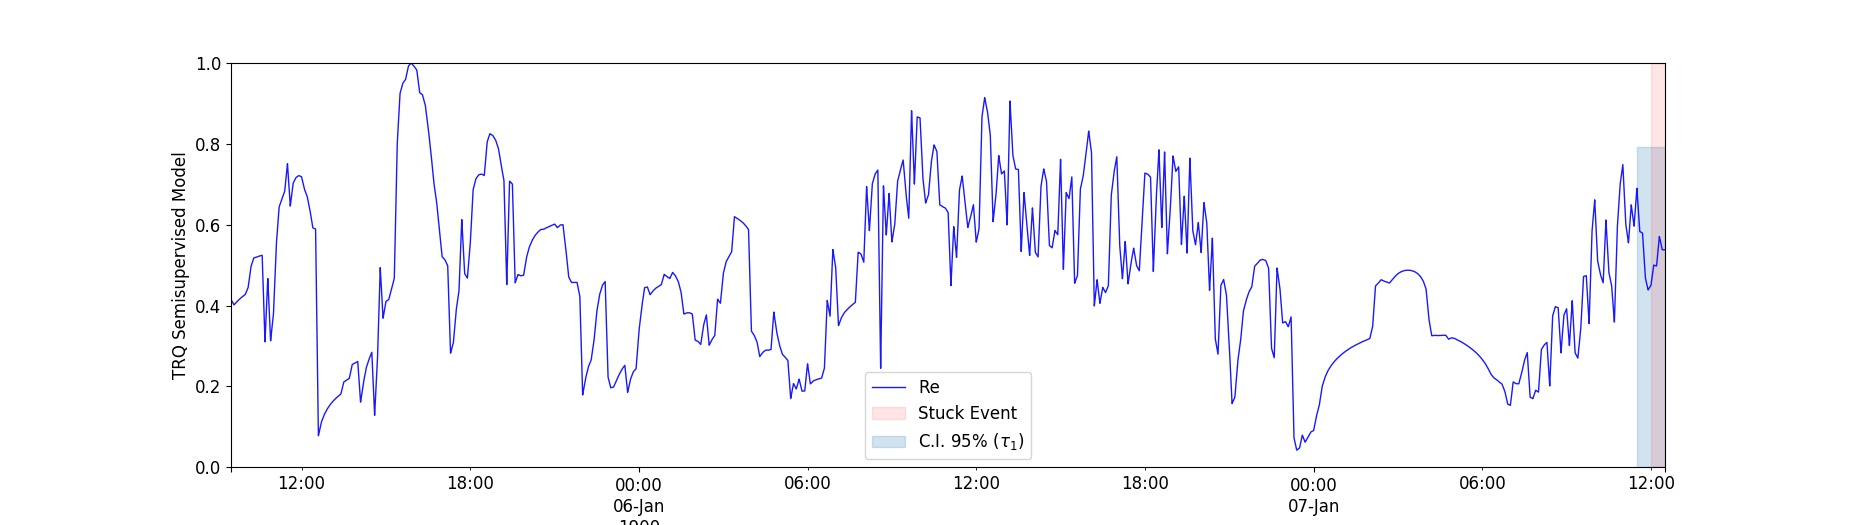 TRQ Semisupervised Model
1.0
0.8
0.6
0.4
0.2
0.0
Re
Stuck Event
C.I. 95% (τ₁)
12:00 18:00 00:00 06:00 12:00 18:00 00:00 06:00 12:00
06-Jan 07-Jan
1900